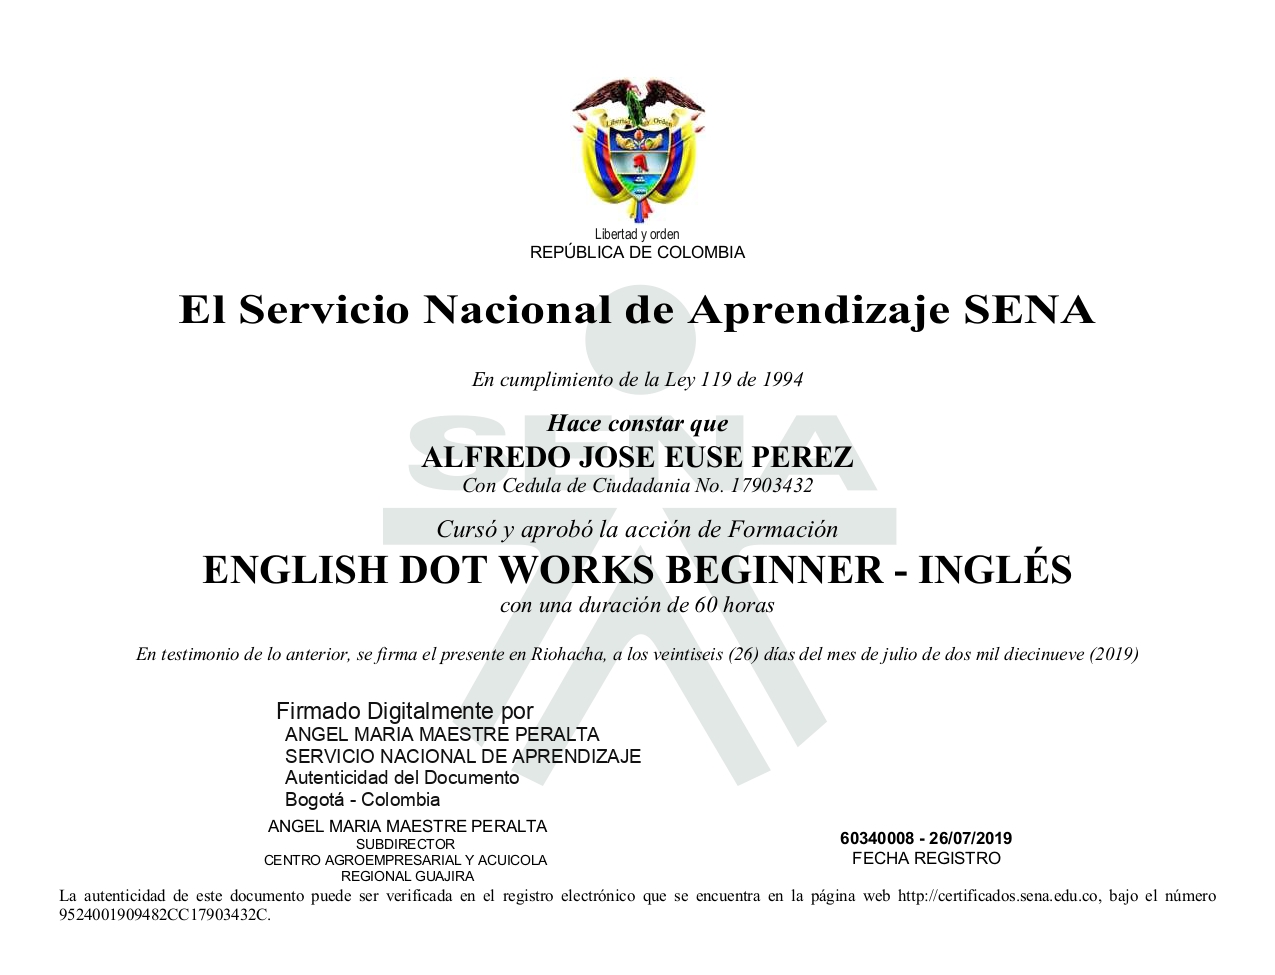 Libertad y Orden
Libertad y orden
REPÚBLICA DE COLOMBIA
El Servicio Nacional de Aprendizaje SENA
En cumplimiento de la Ley 119 de 1994
Hace constar que
SENA
ALFREDO JOSE EUSE PEREZ
Con Cedula de Ciudadania No. 17903432
Cursó y aprobó la acción de Formación
ENGLISH DOT WORKS BEGINNER - INGLÉS
con una duración de 60 horas
En testimonio de lo anterior, se firma el presente en Riohacha, a los veintiseis (26) días del mes de julio de dos mil diecinueve (2019)
Firmado Digitalmente por
ANGEL MARIA MAESTRE PERALTA
SERVICIO NACIONAL DE APRENDIZAJE
Autenticidad del Documento
Bogotá - Colombia
ANGEL MARIA MAESTRE PERALTA
SUBDIRECTOR
CENTRO AGROEMPRESARIAL Y ACUICOLA
REGIONAL GUAJIRA
60340008 - 26/07/2019
FECHA REGISTRO
La autenticidad de este documento puede ser verificada en el registro electrónico que se encuentra en la página web http://certificados.sena.edu.co, bajo el número
9524001909482CC17903432C.